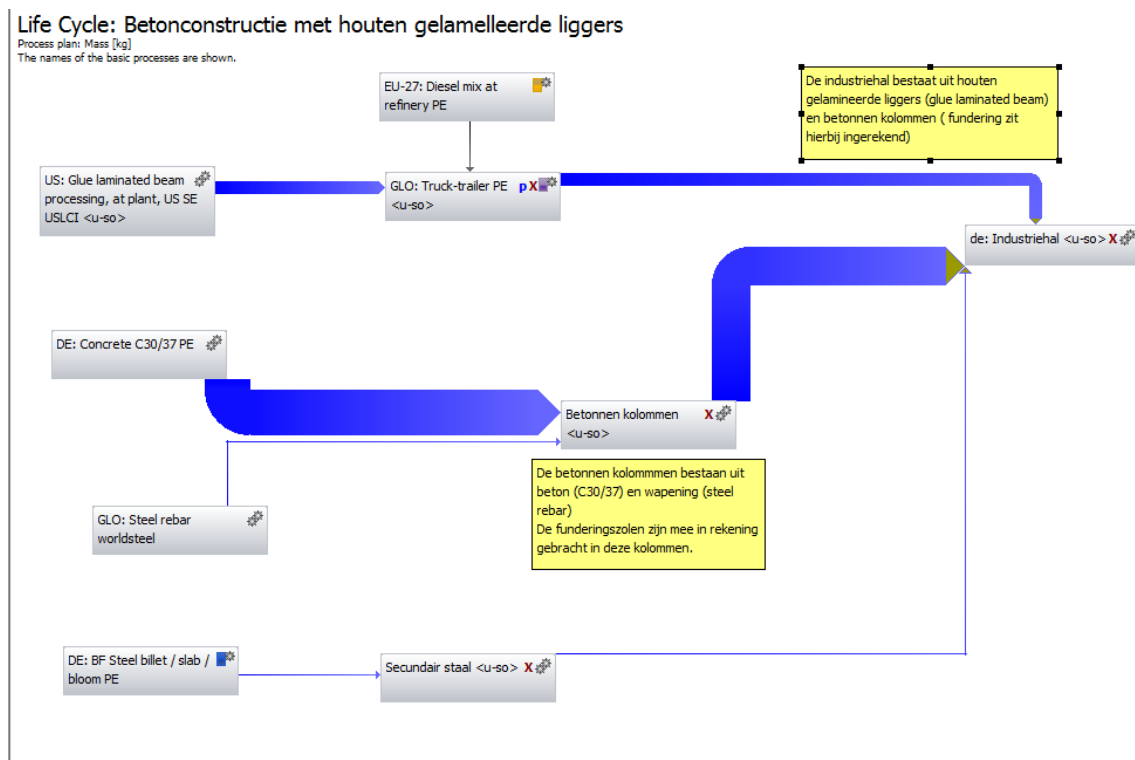 Life Cycle: Betonconstructie met houten gelamelleerde liggers
Process plan: Mass [kg]
The names of the basic processes are shown.
EU-27: Diesel mix at
refinery PE
De industriehal bestaat uit houten
gelamineerde liggers (glue laminated beam)
en betonnen kolommen ( fundering zit
hierbij ingerekend)
US: Glue laminated beam
processing, at plant, US SE
USLCI <u-so>
GLO: Truck-trailer PE p X
<u-so>
de: Industriehal <u-so> X
DE: Concrete C30/37 PE
Betonnen kolommen X
<u-so>
De betonnen kolommmen bestaan uit
beton (C30/37) en wapening (steel
rebar)
De funderingszolen zijn mee in rekening
gebracht in deze kolommen.
GLO: Steel rebar
worldsteel
DE: BF Steel billet / slab /
bloom PE
Secundair staal <u-so> X